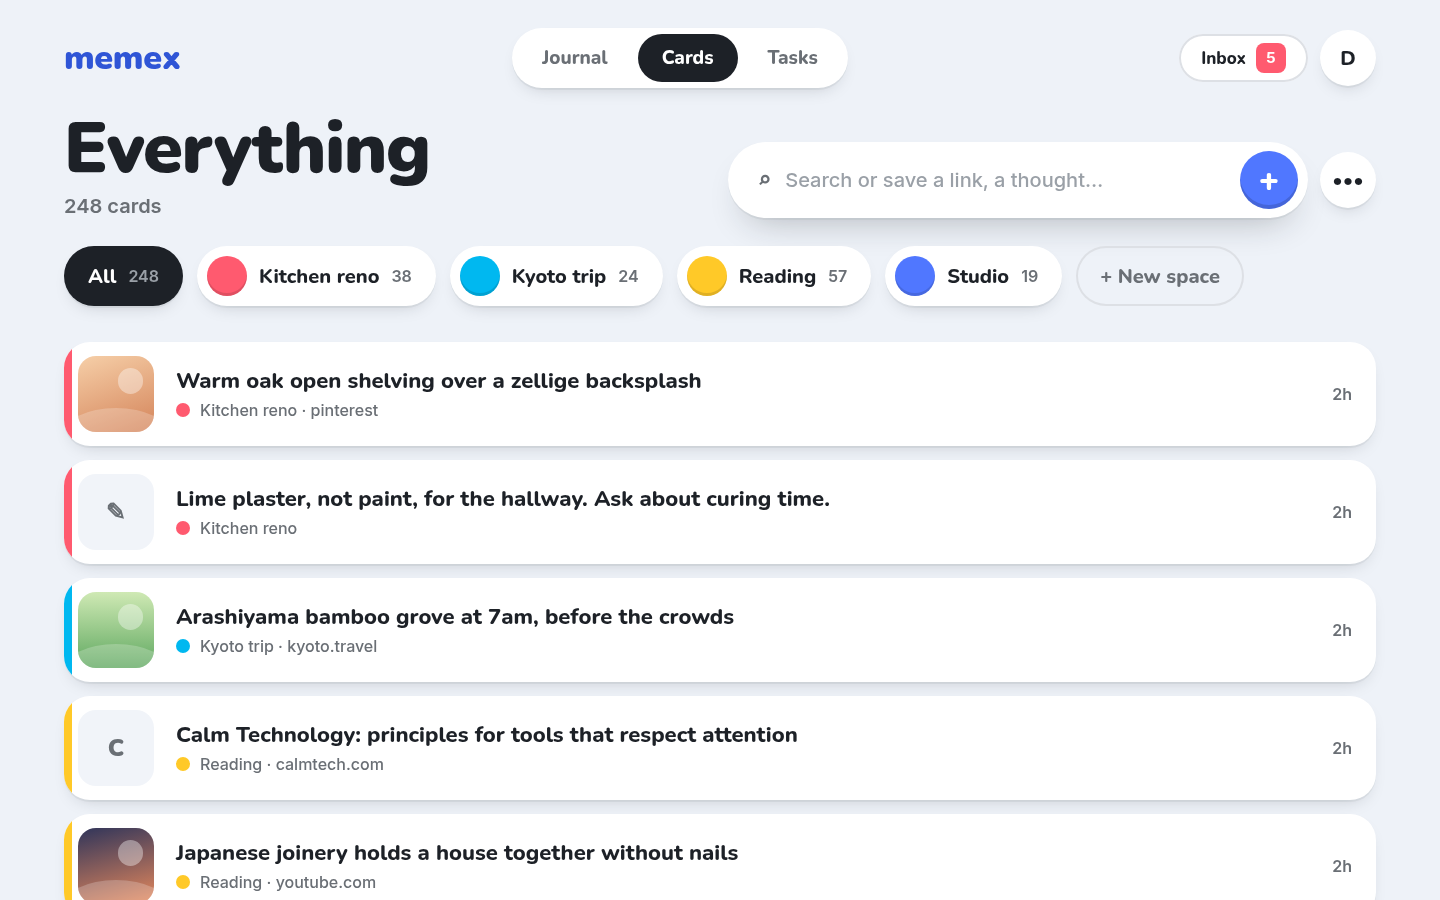 memex
Journal
Cards
Tasks
Inbox 5
D
Everything
248 cards
Search or save a link, a thought...
+
•••
All 248
Kitchen reno 38
Kyoto trip 24
Reading 57
Studio 19
+ New space
Warm oak open shelving over a zellige backsplash
Kitchen reno · pinterest
2h
Lime plaster, not paint, for the hallway. Ask about curing time.
Kitchen reno
2h
Arashiyama bamboo grove at 7am, before the crowds
Kyoto trip · kyoto.travel
2h
C
Calm Technology: principles for tools that respect attention
Reading · calmtech.com
2h
Japanese joinery holds a house together without nails
Reading · youtube.com
2h